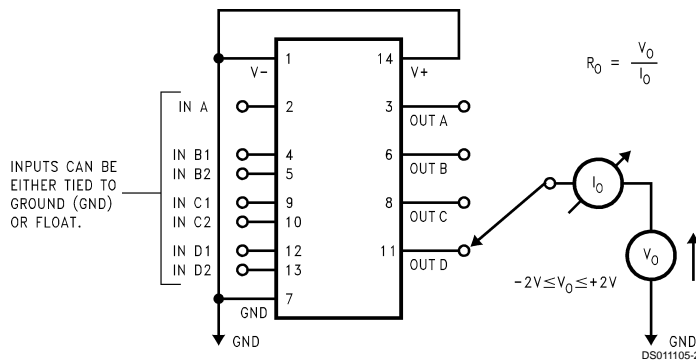 1
V-
14
V+
R_O = V_O / I_O
IN A
2
3
OUT A
IN B1
4
6
OUT B
IN B2
5
INPUTS CAN BE
EITHER TIED TO
GROUND (GND)
OR FLOAT.
IN C1
9
8
OUT C
IN C2
10
I_O
IN D1
12
11
OUT D
IN D2
13
V_O
-2V≤V_O≤+2V
7
GND
GND
GND
DS011105-2